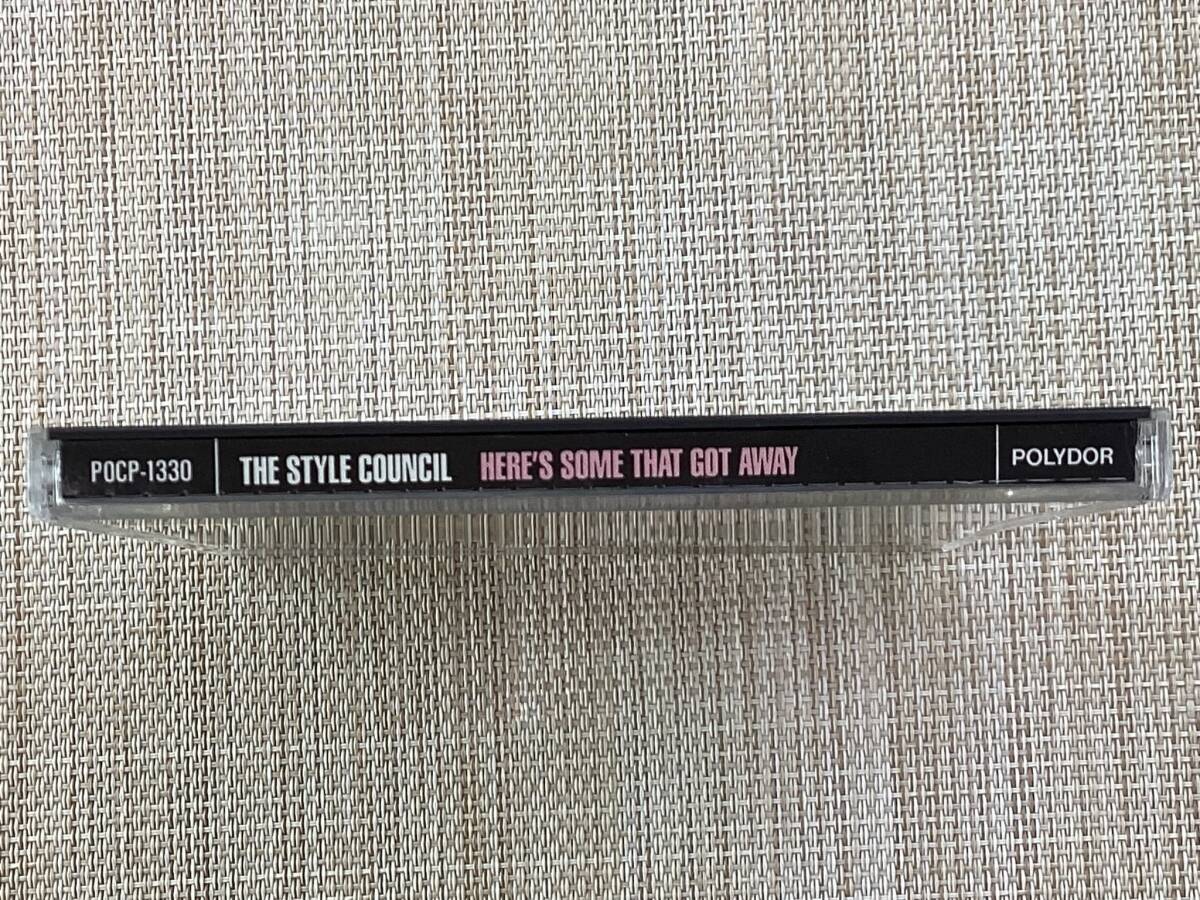 POCP-1330 THE STYLE COUNCIL HERE'S SOME THAT GOT AWAY POLYDOR